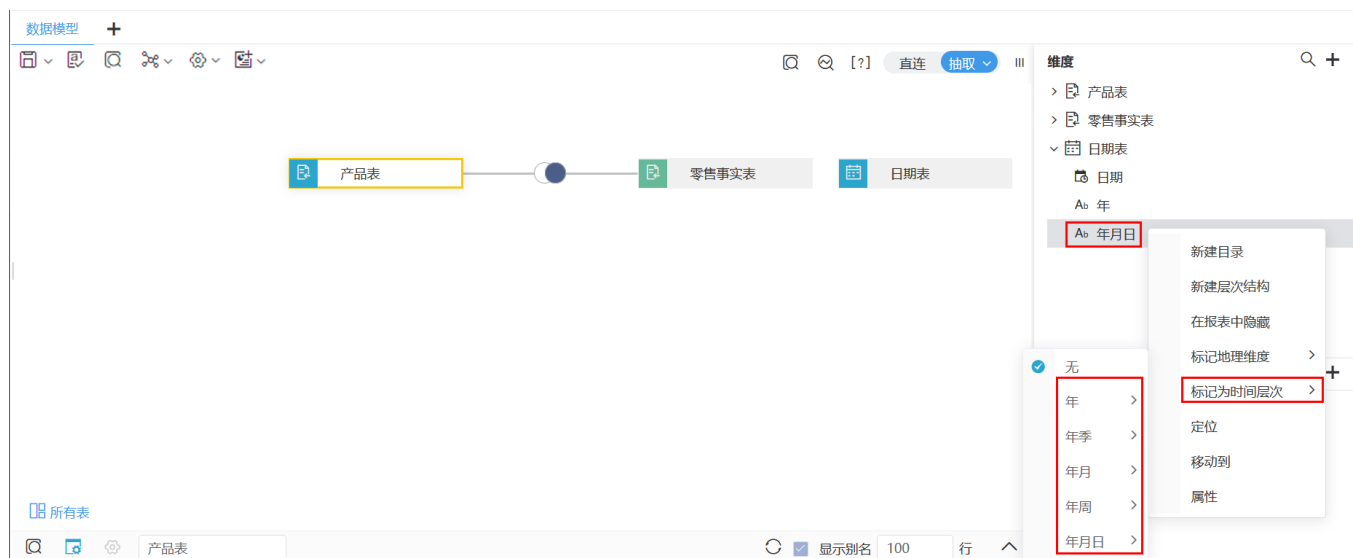 数据模型
[?] 直连 抽取
维度
产品表
零售事实表
日期表
日期
Ab 年
Ab 年月日
产品表
零售事实表
日期表
新建目录
新建层次结构
在报表中隐藏
标记地理维度
标记为时间层次
定位
移动到
属性
无
年
年季
年月
年周
年月日
所有表
产品表
显示别名 100 行